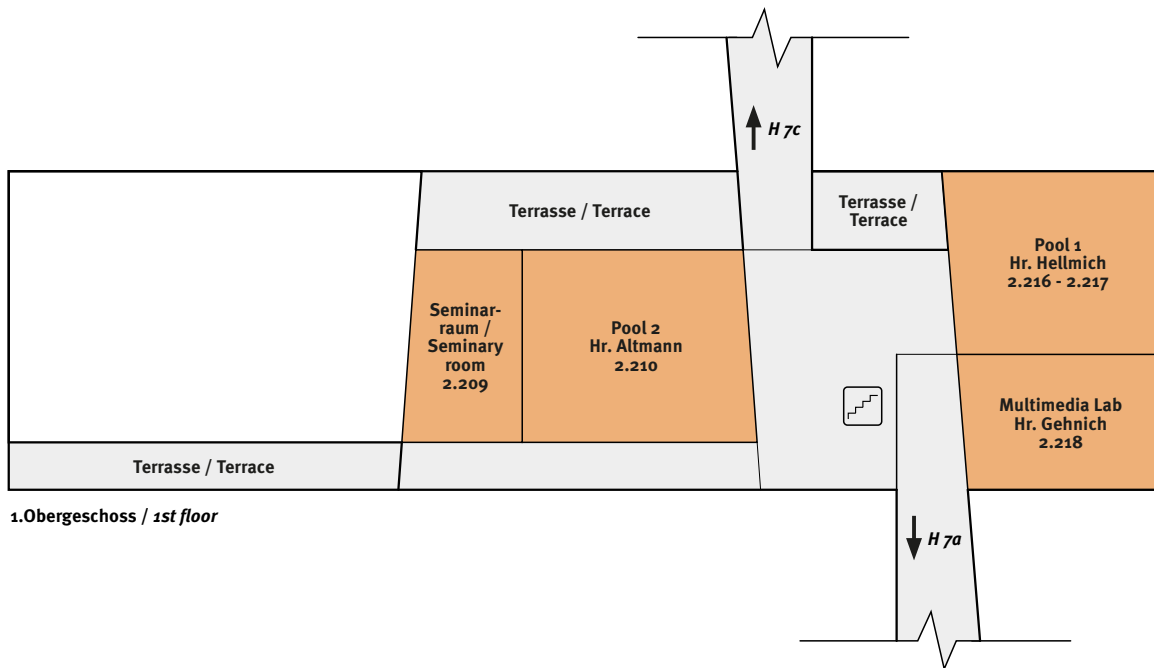 H 7c
Terrasse / Terrace
Terrasse /
Terrace
Pool 1
Hr. Hellmich
2.216 - 2.217
Seminar-
raum /
Seminary
room
2.209
Pool 2
Hr. Altmann
2.210
Multimedia Lab
Hr. Gehnich
2.218
Terrasse / Terrace
1.Obergeschoss / 1st floor
H 7a